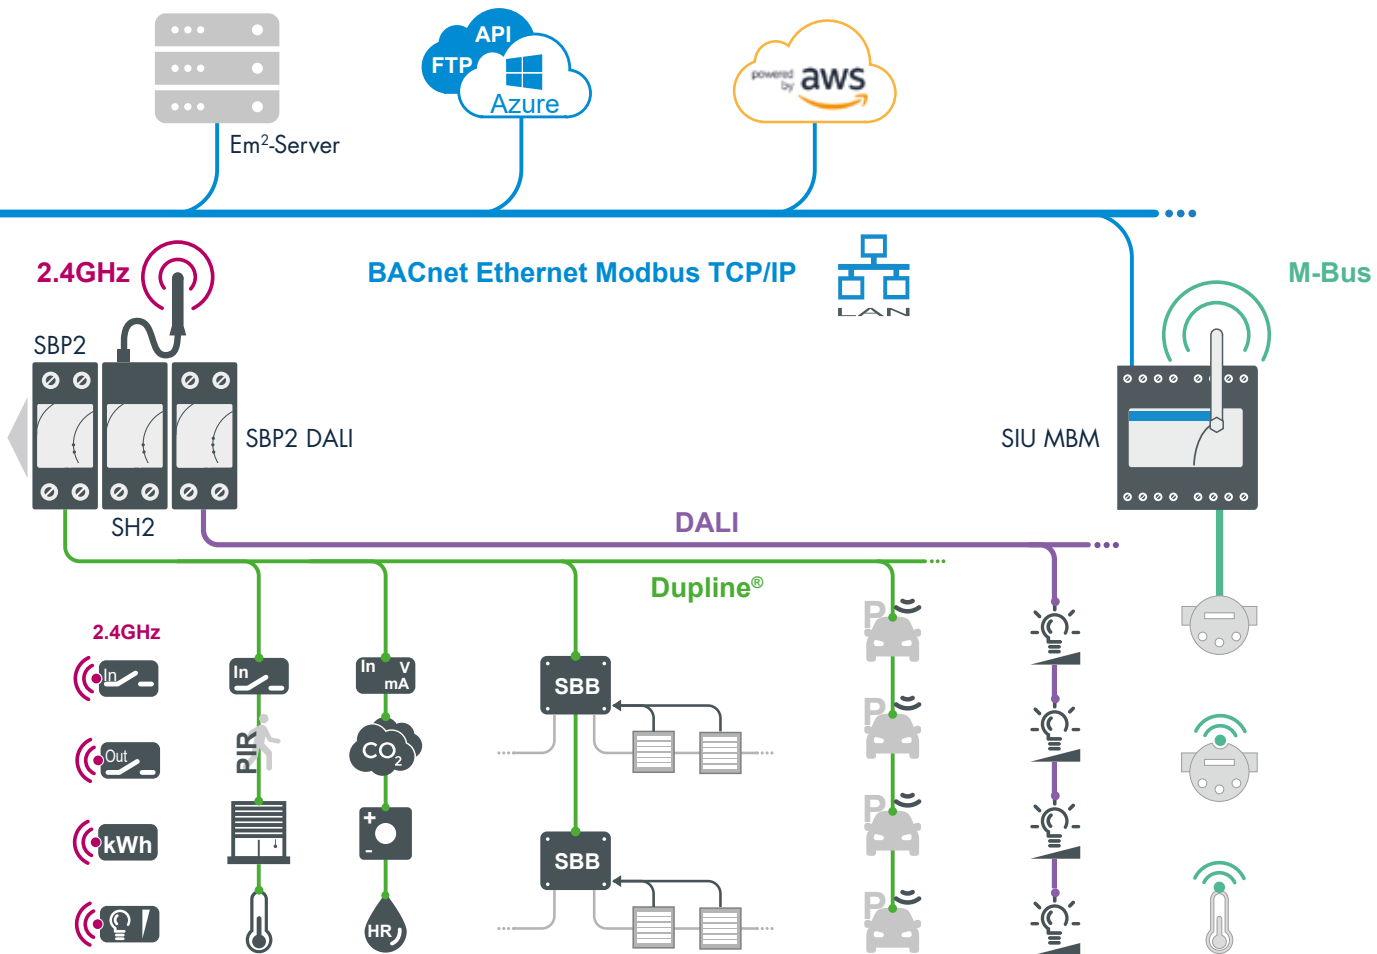 API
FTP
Azure
powered by aws
Em²-Server
2.4GHz
BACnet Ethernet Modbus TCP/IP
LAN
M-Bus
SBP2
SBP2 DALI
SH2
SIU MBM
DALI
Dupline®
2.4GHz
In
In
In V
mA
SBB
P
PIR
CO₂
P
Out
kWh
+
-
SBB
P
HR
P